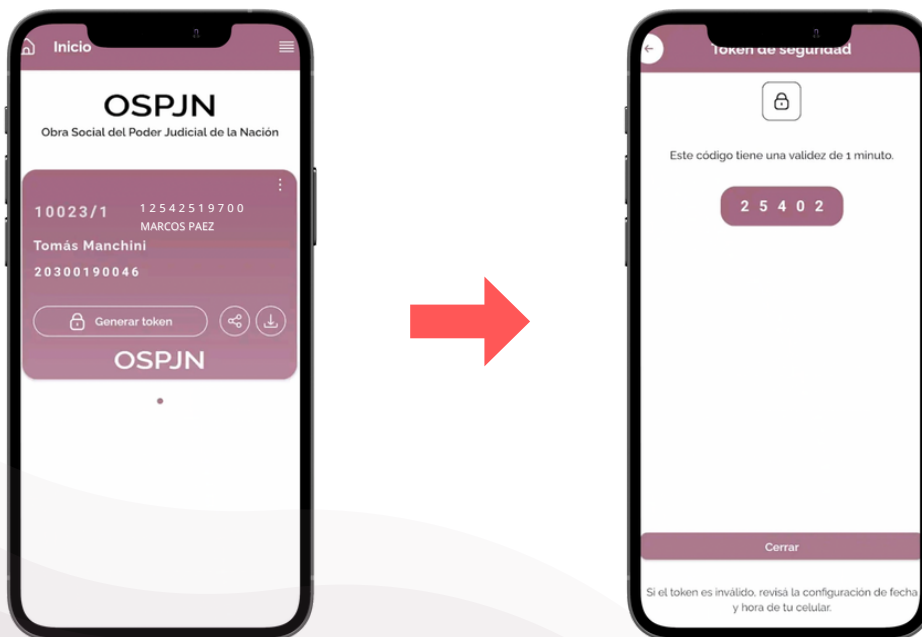 Inicio
OSPJN
Obra Social del Poder Judicial de la Nación
10023/1 12542519700
MARCOS PAEZ
Tomás Manchini
20300190046
Generar token
OSPJN
Token de seguridad
Este código tiene una validez de 1 minuto.
2 5 4 0 2
Cerrar
Si el token es inválido, revisá la configuración de fecha
y hora de tu celular.